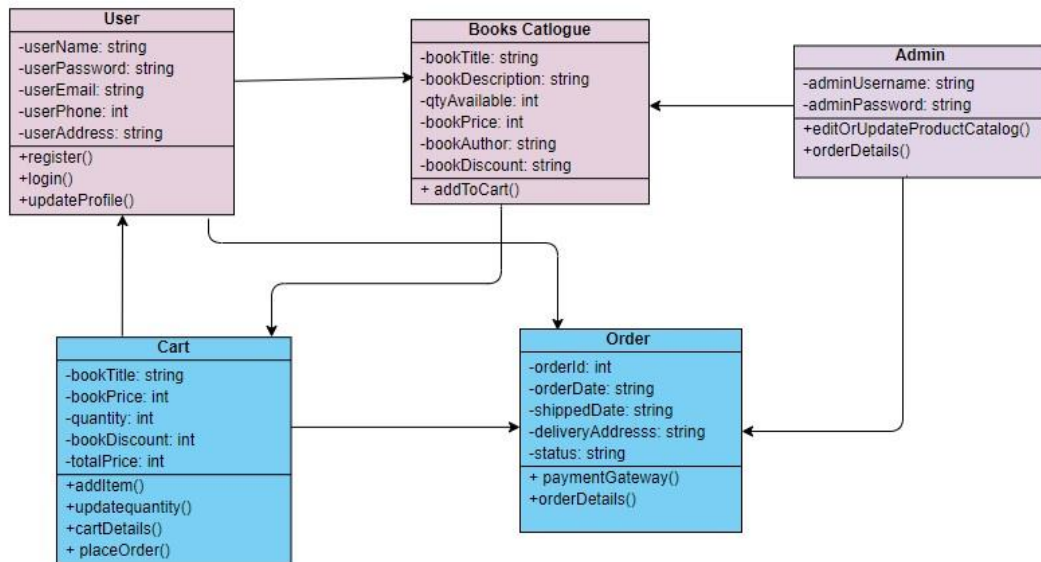 User
-userName: string
-userPassword: string
-userEmail: string
-userPhone: int
-userAddress: string
+register()
+login()
+updateProfile()
Books Catlogue
-bookTitle: string
-bookDescription: string
-qtyAvailable: int
-bookPrice: int
-bookAuthor: string
-bookDiscount: string
+ addToCart()
Admin
-adminUsername: string
-adminPassword: string
+editOrUpdateProductCatalog()
+orderDetails()
Cart
-bookTitle: string
-bookPrice: int
-quantity: int
-bookDiscount: int
-totalPrice: int
+addItem()
+updatequantity()
+cartDetails()
+ placeOrder()
Order
-orderId: int
-orderDate: string
-shippedDate: string
-deliveryAddresss: string
-status: string
+ paymentGateway()
+orderDetails()